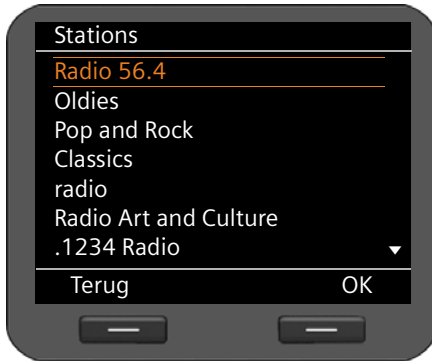 Stations
Radio 56.4
Oldies
Pop and Rock
Classics
radio
Radio Art and Culture
.1234 Radio
Terug OK